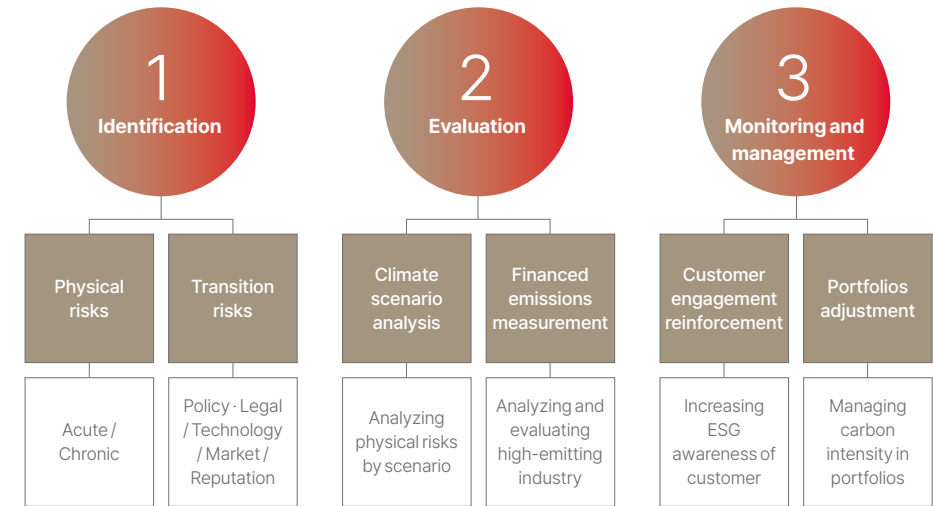 1
Identification
Physical
risks
Transition
risks
Acute /
Chronic
Policy · Legal
/ Technology
/ Market /
Reputation
2
Evaluation
Climate
scenario
analysis
Financed
emissions
measurement
Analyzing
physical risks
by scenario
Analyzing and
evaluating
high-emitting
industry
3
Monitoring and
management
Customer
engagement
reinforcement
Portfolios
adjustment
Increasing
ESG
awareness of
customer
Managing
carbon
intensity in
portfolios